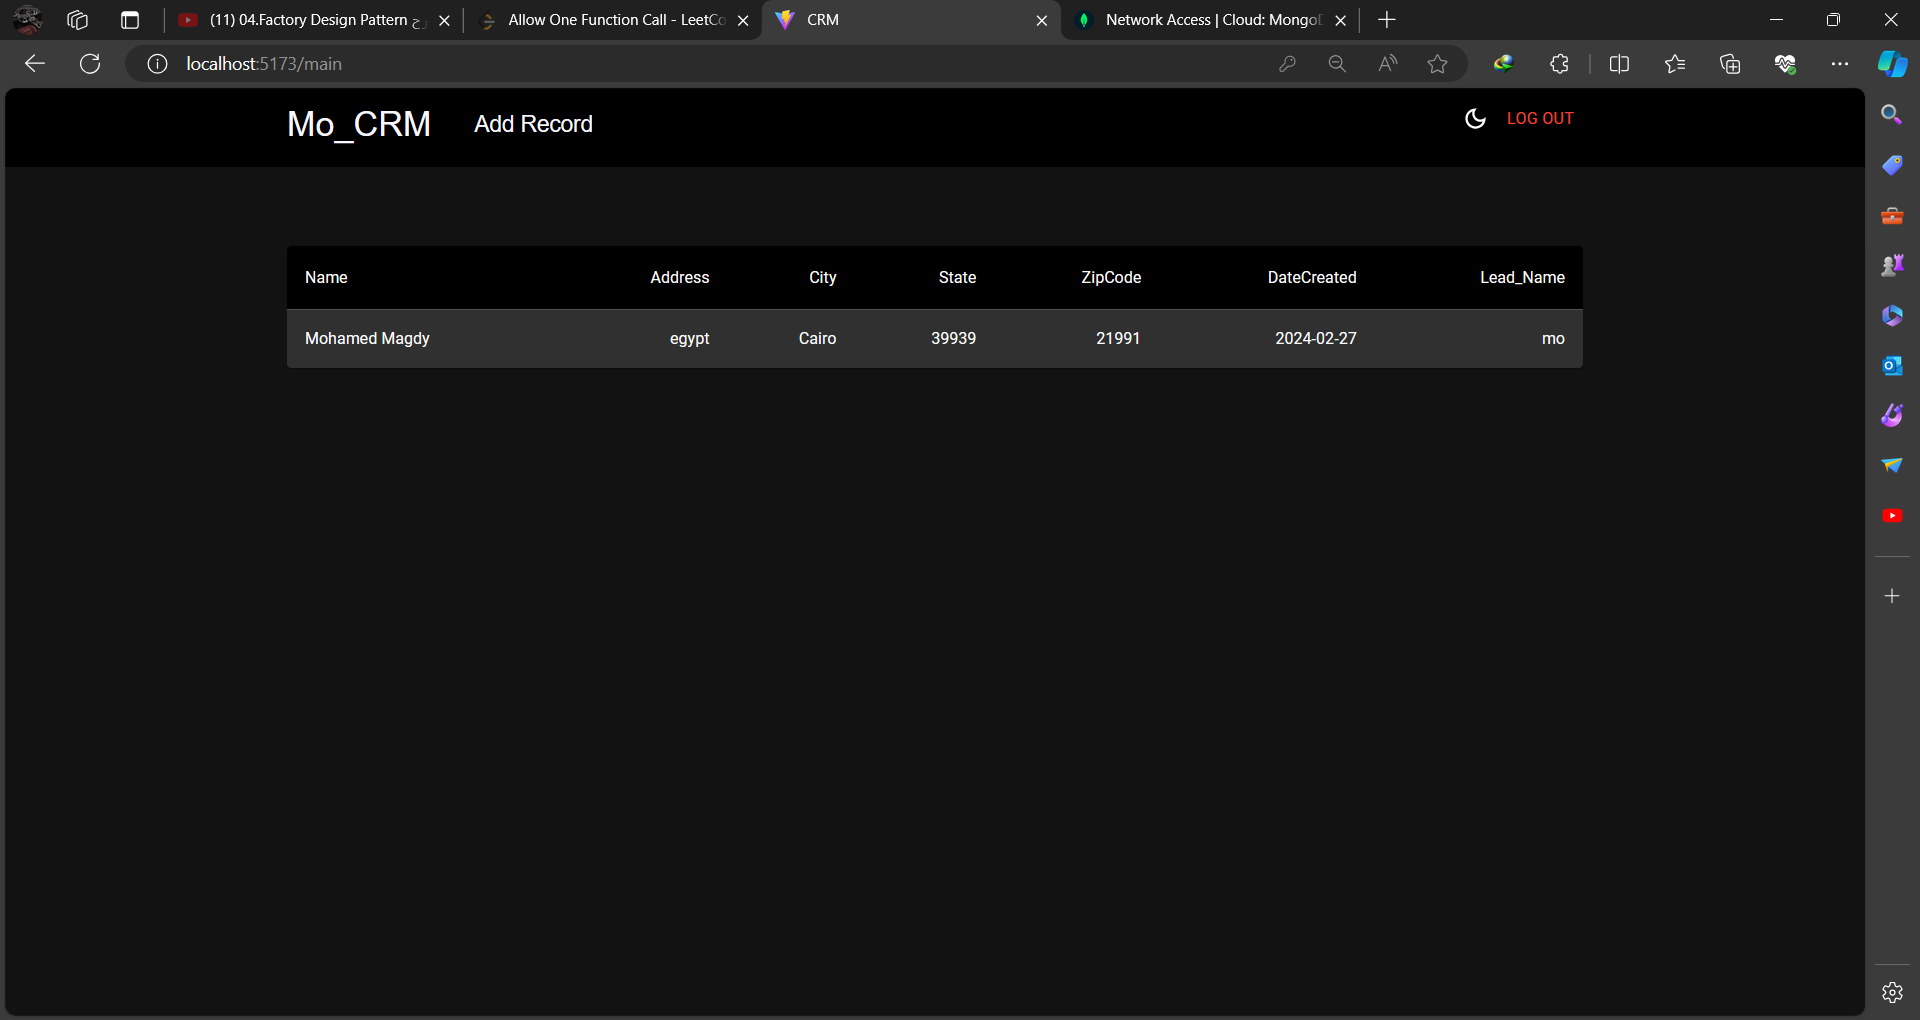 (11) 04.Factory Design Pattern
Allow One Function Call - LeetCo
CRM
Network Access | Cloud: Mongo
localhost:5173/main
Mo_CRM
Add Record
LOG OUT
Name Address City State ZipCode DateCreated Lead_Name
Mohamed Magdy egypt Cairo 39939 21991 2024-02-27 mo